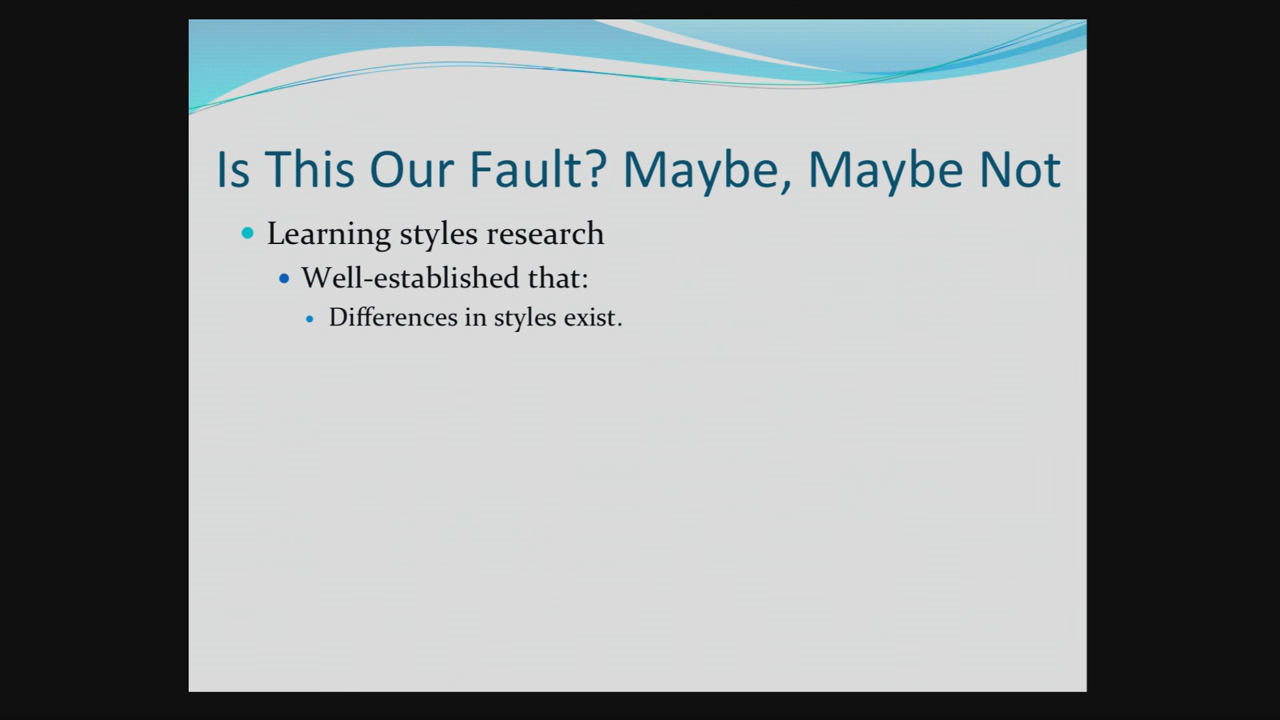 Is This Our Fault? Maybe, Maybe Not
Learning styles research
Well-established that:
Differences in styles exist.